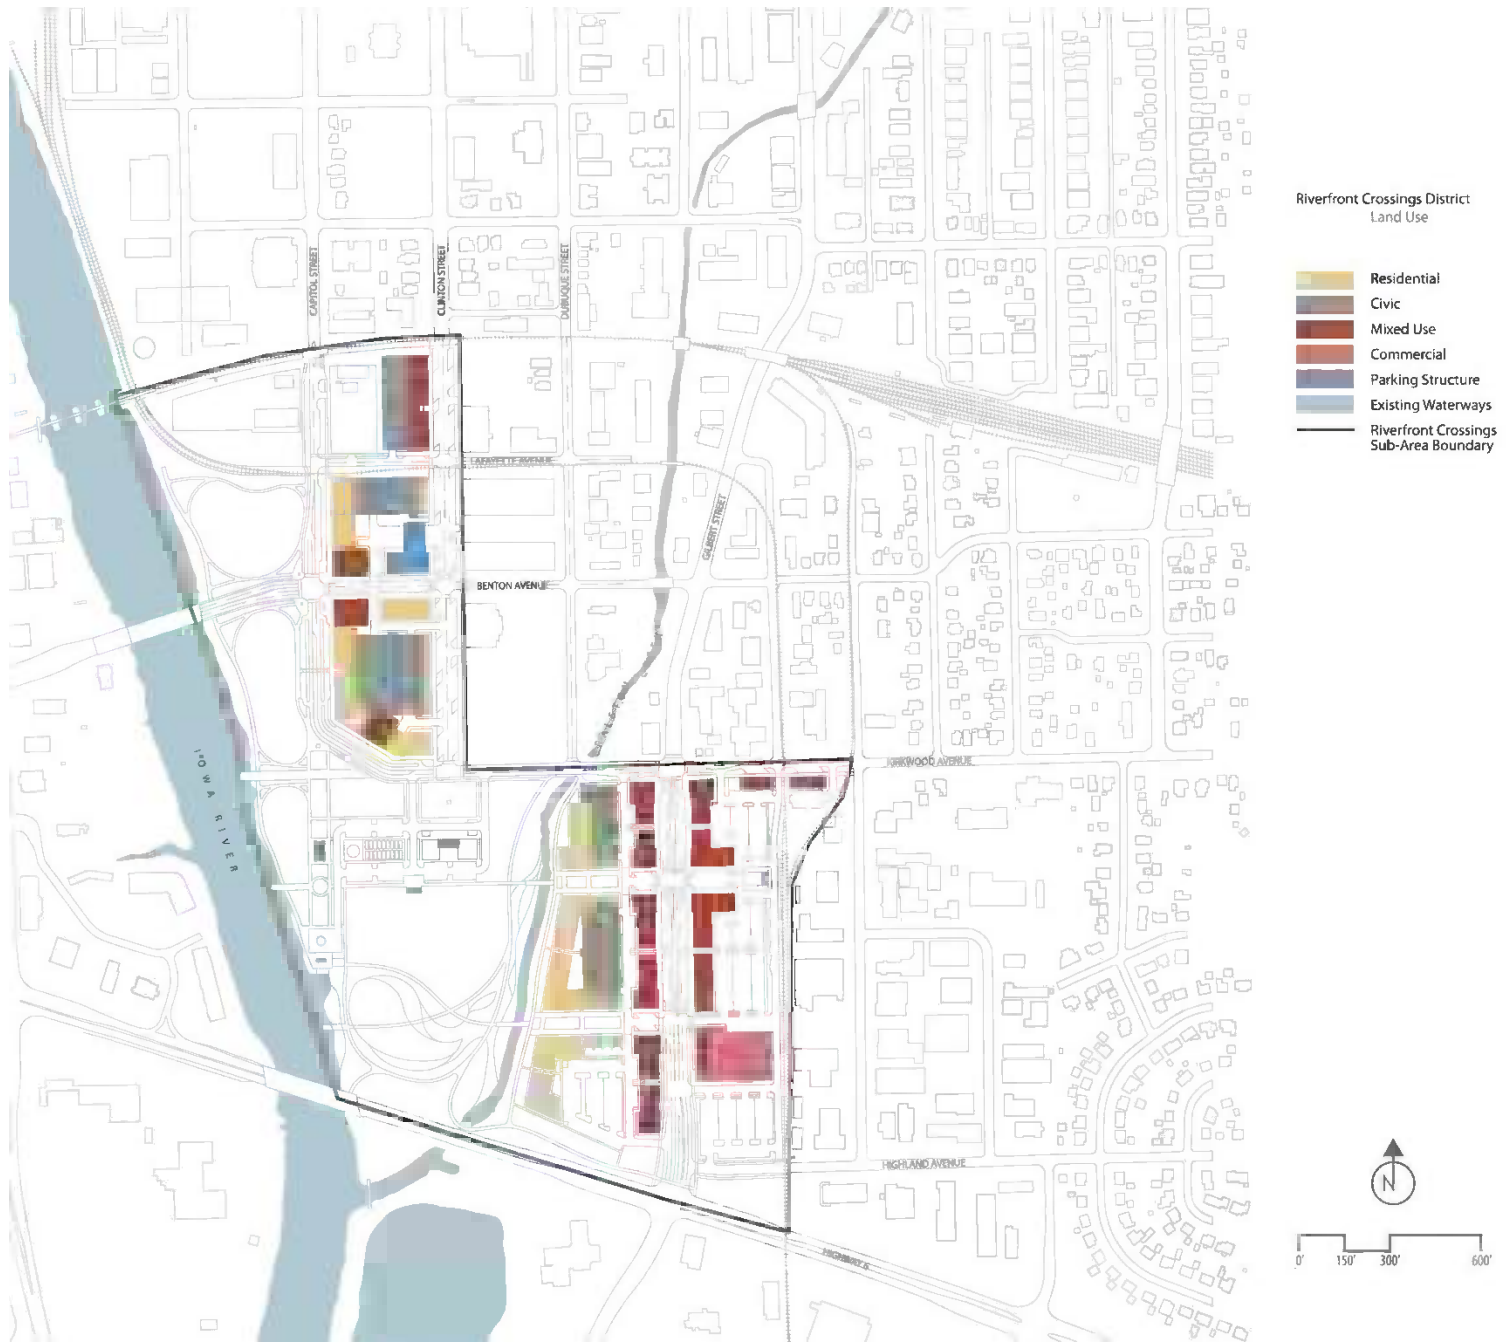 Riverfront Crossings District
Land Use
Residential
Civic
Mixed Use
Commercial
Parking Structure
Existing Waterways
Riverfront Crossings
Sub-Area Boundary
CAPITOL STREET
CLINTON STREET
DUBUQUE STREET
LAFAYETTE AVENUE
GILBERT STREET
BENTON AVENUE
KIRKWOOD AVENUE
IOWA RIVER
HIGHLAND AVENUE
HIGHWAY 6
N
0' 150' 300' 600'